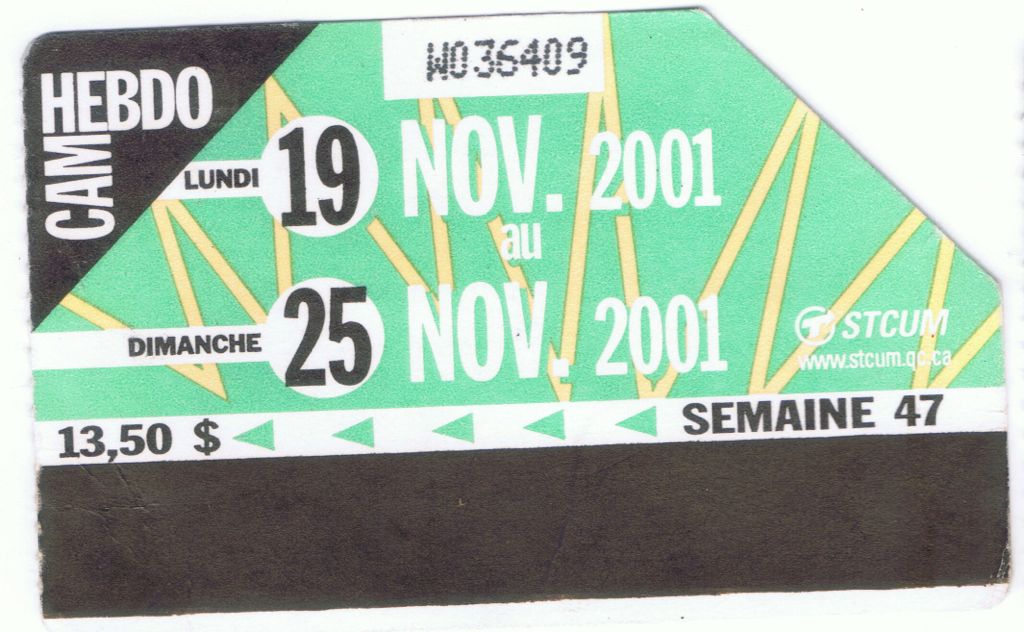 W036409
CAM HEBDO
LUNDI 19 NOV. 2001
au
DIMANCHE 25 NOV. 2001
STCUM
www.stcum.qc.ca
13,50 $ SEMAINE 47